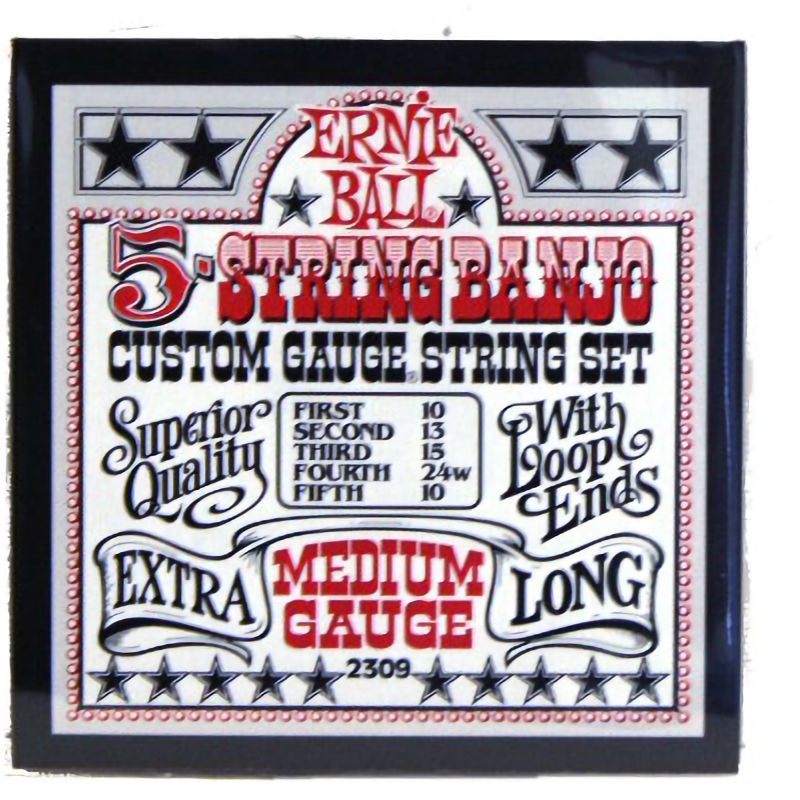 ERNIE
BALL®
5-STRING BANJO
CUSTOM GAUGE® STRING SET
Superior
Quality
FIRST 10
SECOND 13
THIRD 15
FOURTH 24W
FIFTH 10
With
Loop
Ends
EXTRA
MEDIUM
GAUGE
LONG
2309